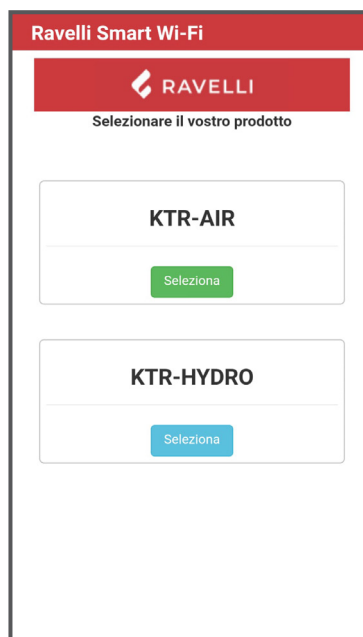 Ravelli Smart Wi-Fi
RAVELLI
Selezionare il vostro prodotto
KTR-AIR
Seleziona
KTR-HYDRO
Seleziona